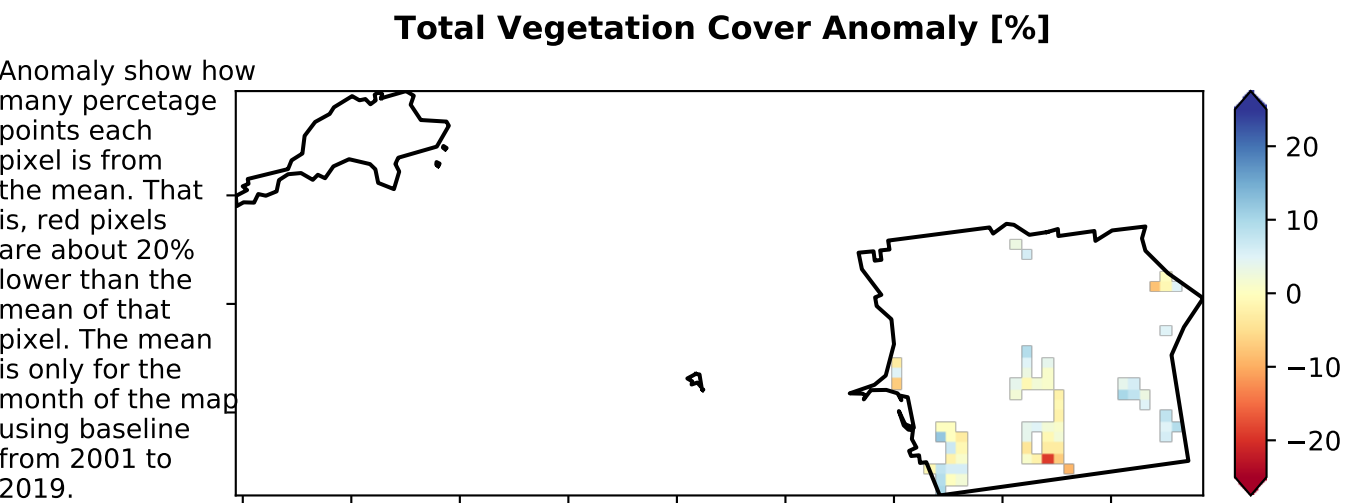 Total Vegetation Cover Anomaly [%]
Anomaly show how
many percetage
points each
pixel is from
the mean. That
is, red pixels
are about 20%
lower than the
mean of that
pixel. The mean
is only for the
month of the map
using baseline
from 2001 to
2019.
20
10
0
−10
−20